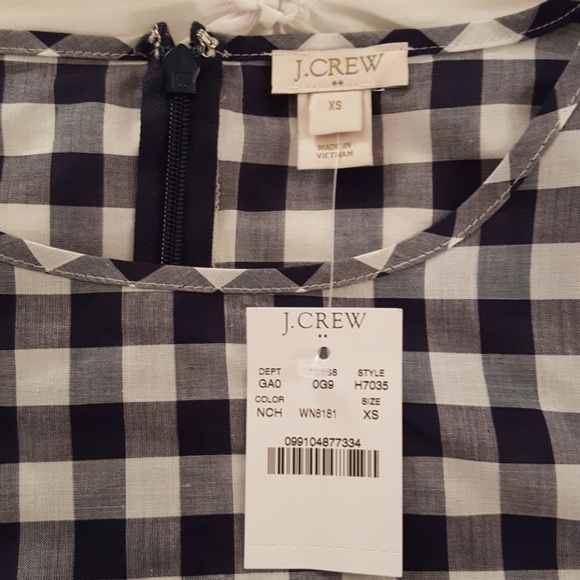 J.CREW
XS
MADE IN
VIETNAM
J.CREW
DEPT STYLE
GA0 0G9 H7035
COLOR SIZE
NCH WN8181 XS
099104877334